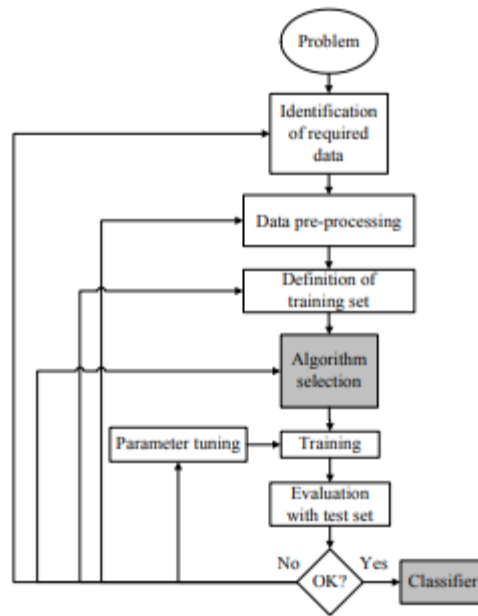 Problem
Identification
of required
data
Data pre-processing
Definition of
training set
Algorithm
selection
Parameter tuning
Training
Evaluation
with test set
No
OK?
Yes
Classifier